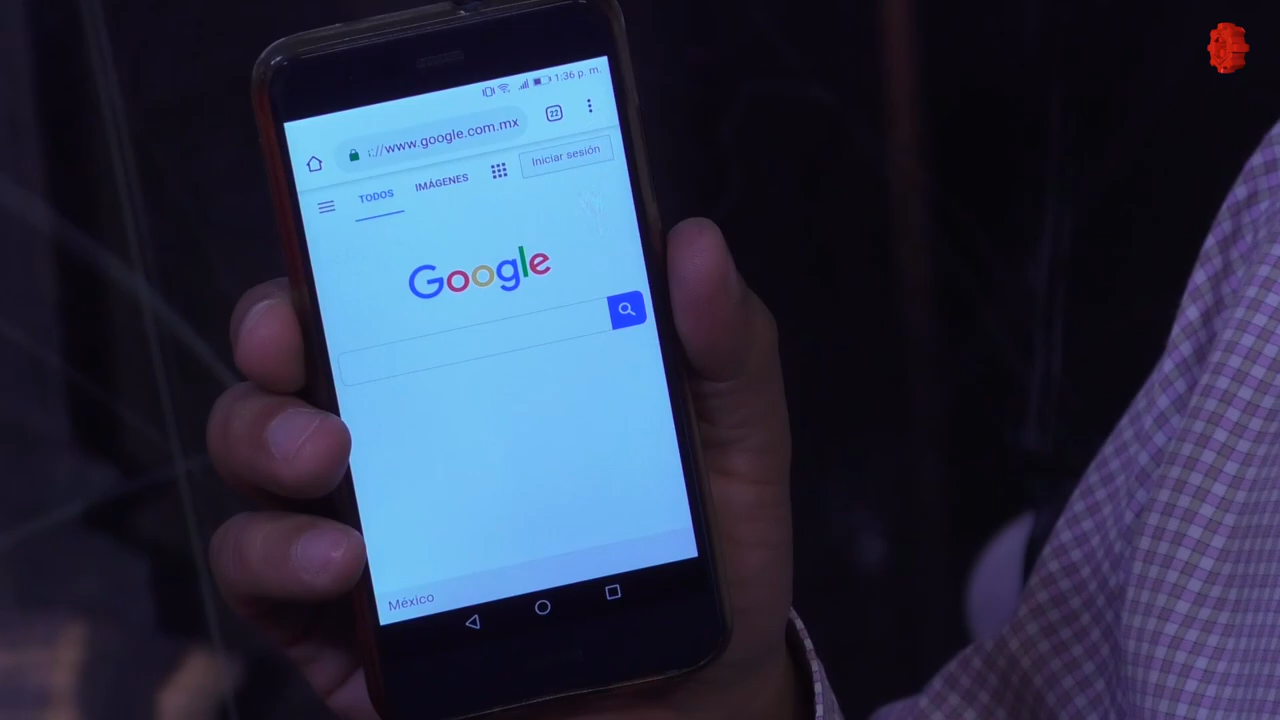 1:36 p. m.
://www.google.com.mx
22
TODOS IMÁGENES
Iniciar sesión
Google
México